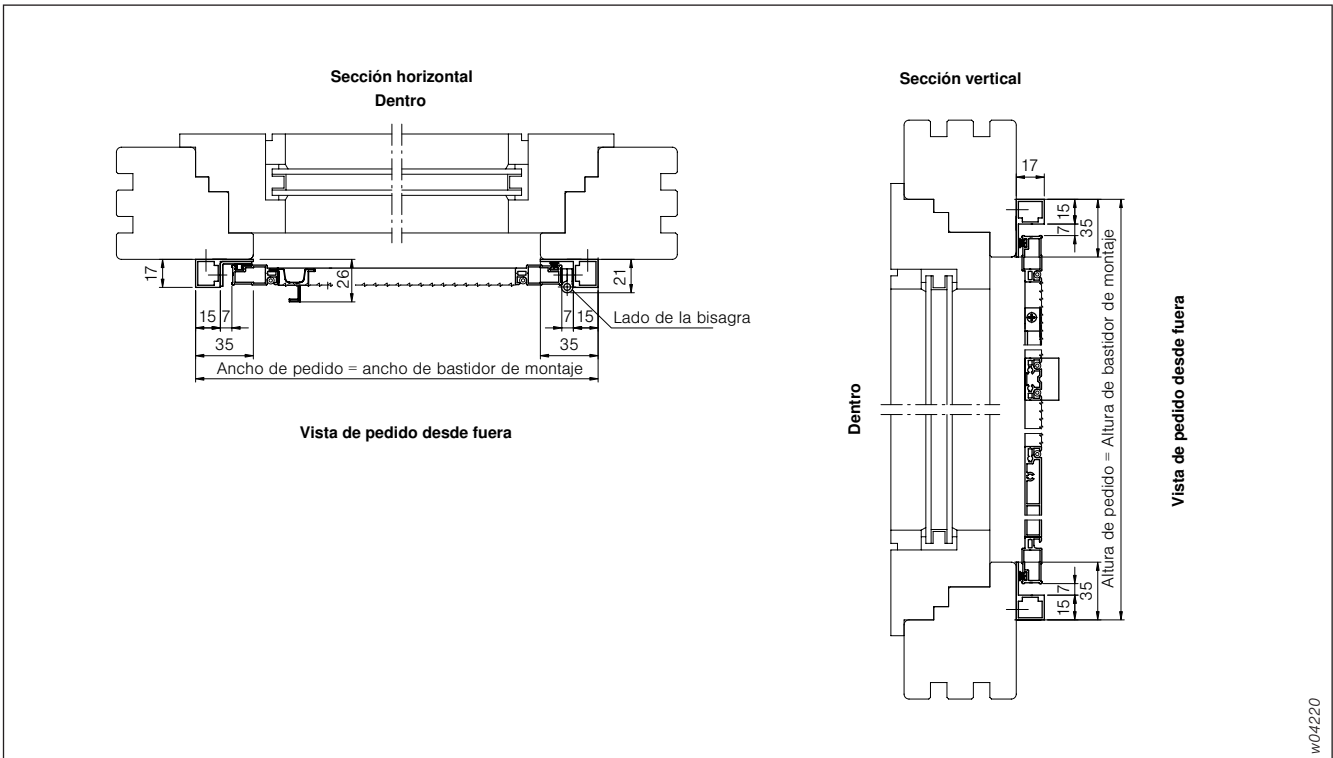 Sección horizontal
Dentro
17
26
21
15
7
7
15
Lado de la bisagra
35
35
Ancho de pedido = ancho de bastidor de montaje
Vista de pedido desde fuera
Sección vertical
17
15
7
35
Dentro
Altura de pedido = Altura de bastidor de montaje
Vista de pedido desde fuera
7
15
35
w04220